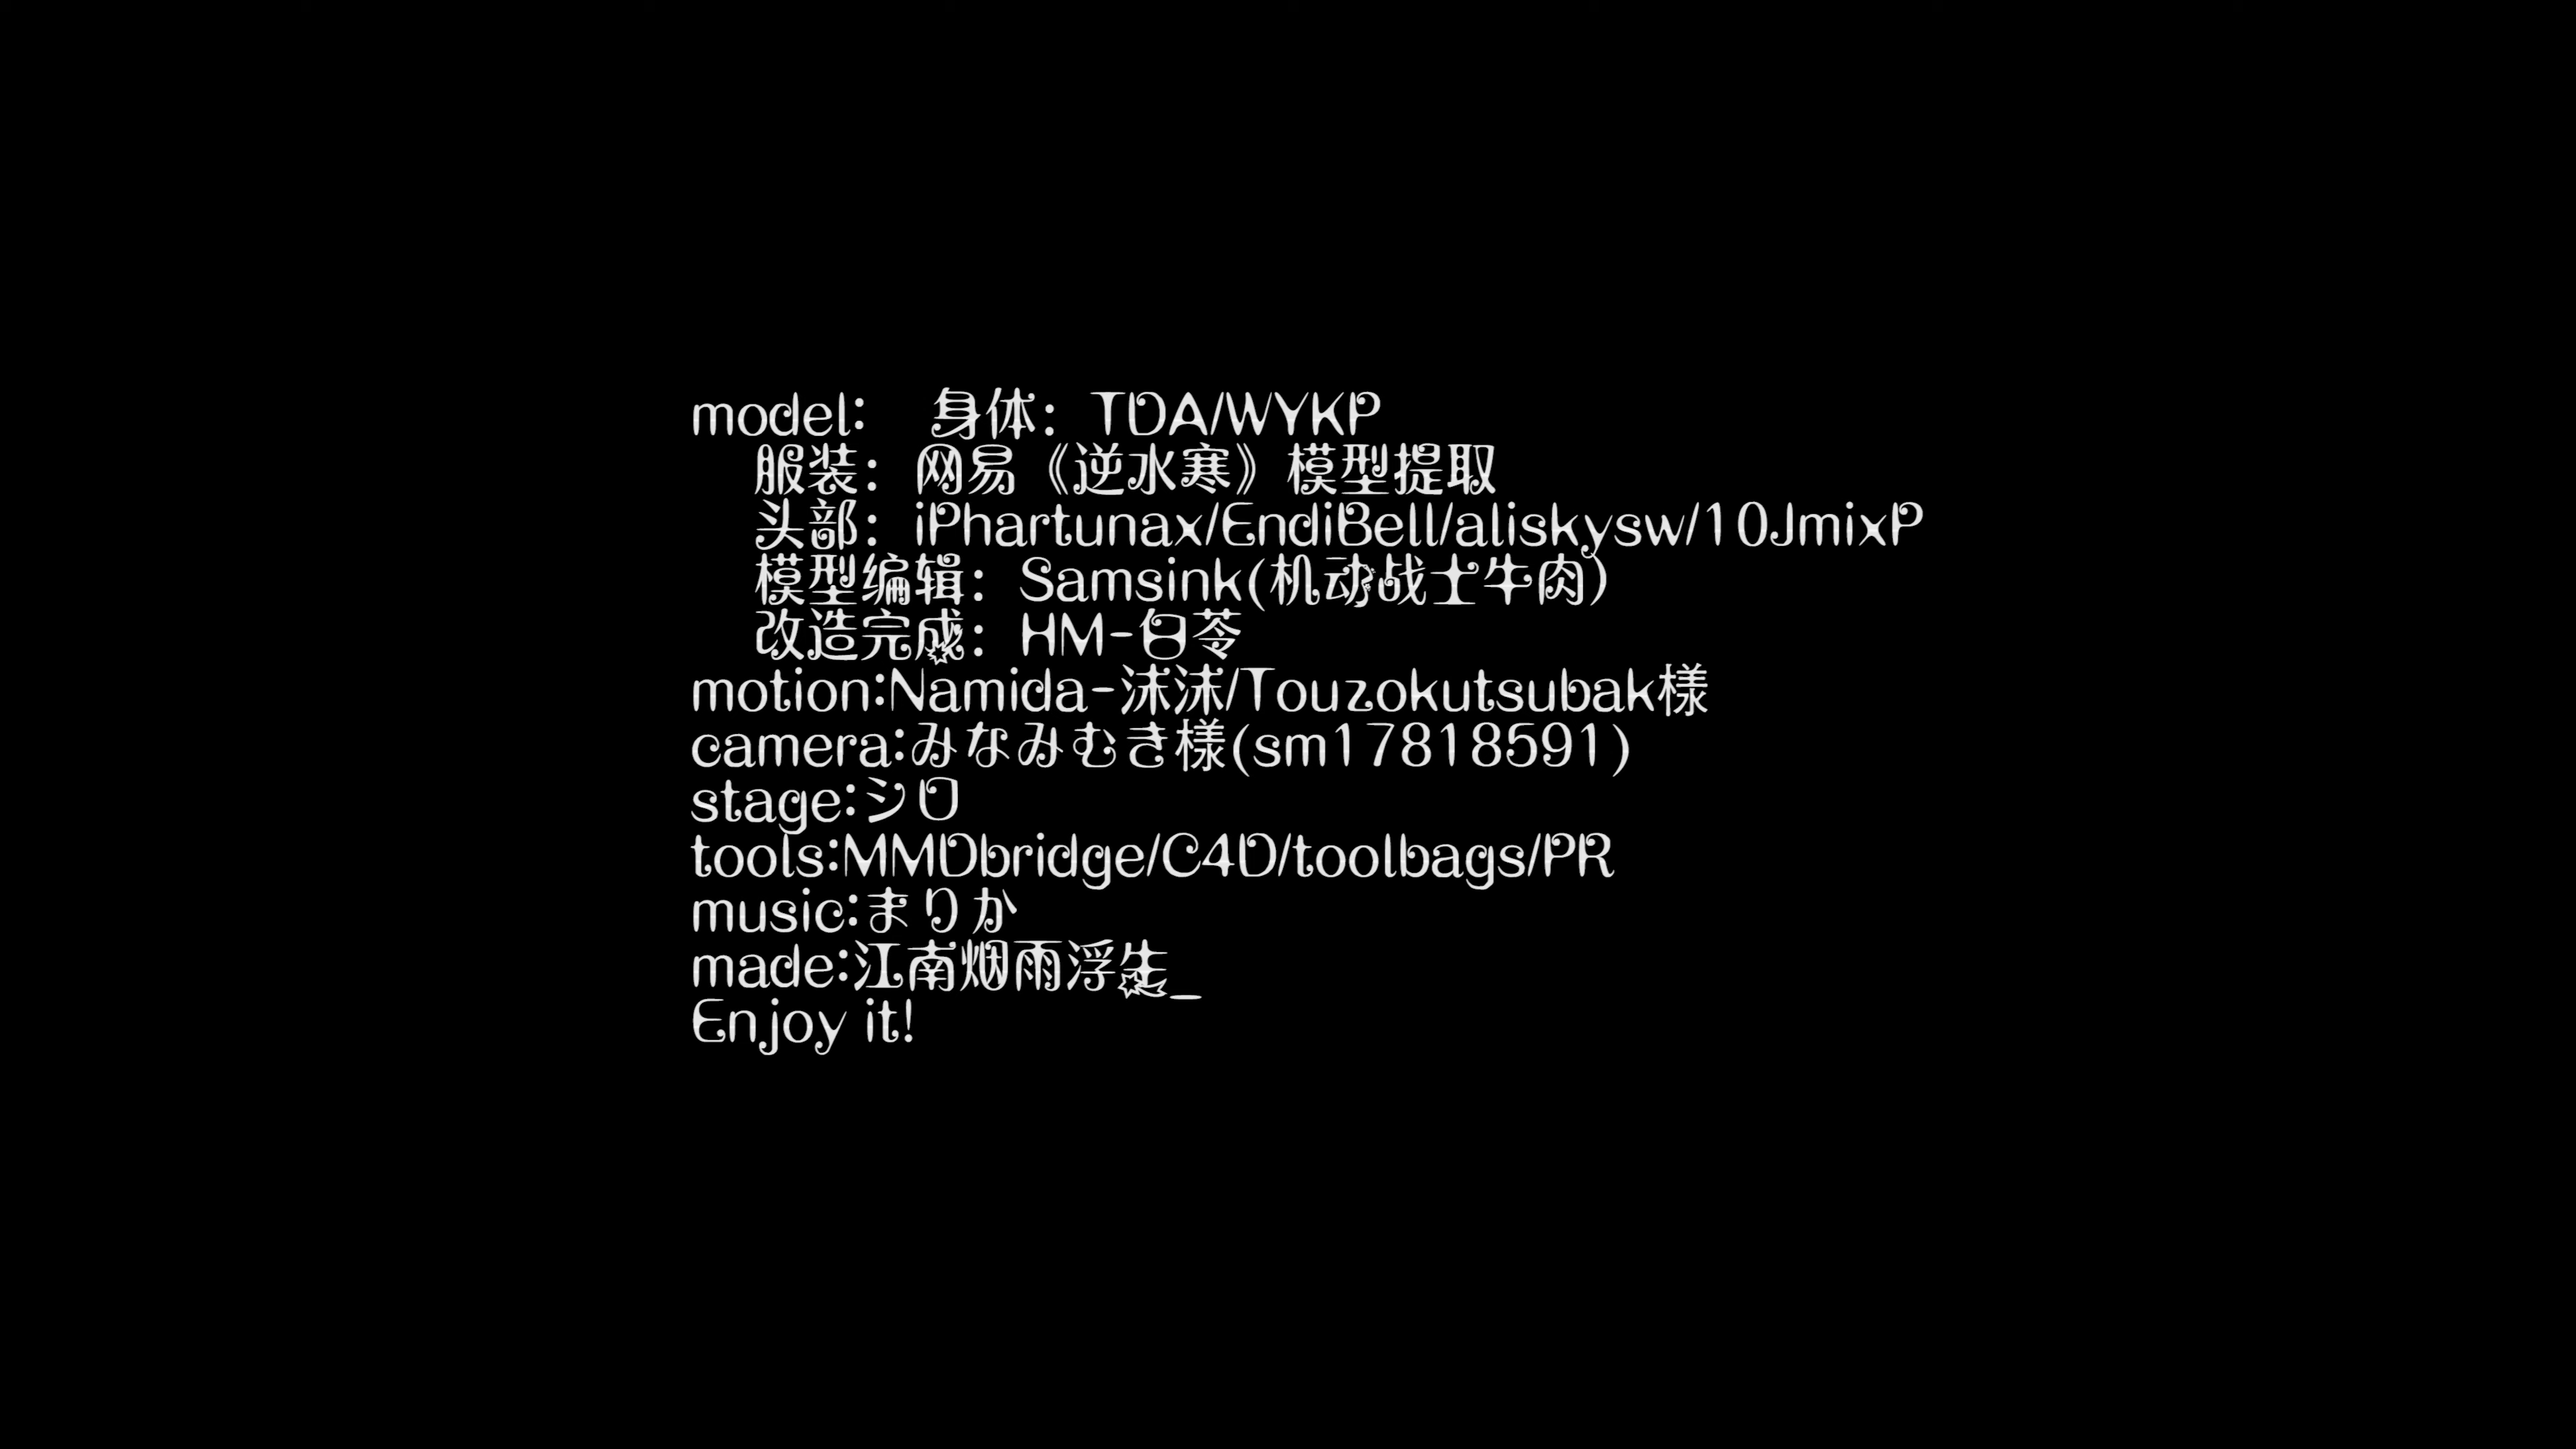 model:　身体：TDA/WYKP
服装：网易《逆水寒》模型提取
头部：iPhartunax/EndiBell/aliskysw/10JmixP
模型编辑：Samsink(机动战士牛肉)
改造完成：HM-白苓
motion:Namida-沫沫/Touzokutsubak様
camera:みなみむき様(sm17818591)
stage:シロ
tools:MMDbridge/C4D/toolbags/PR
music:まりか
made:江南烟雨浮生_
Enjoy it!